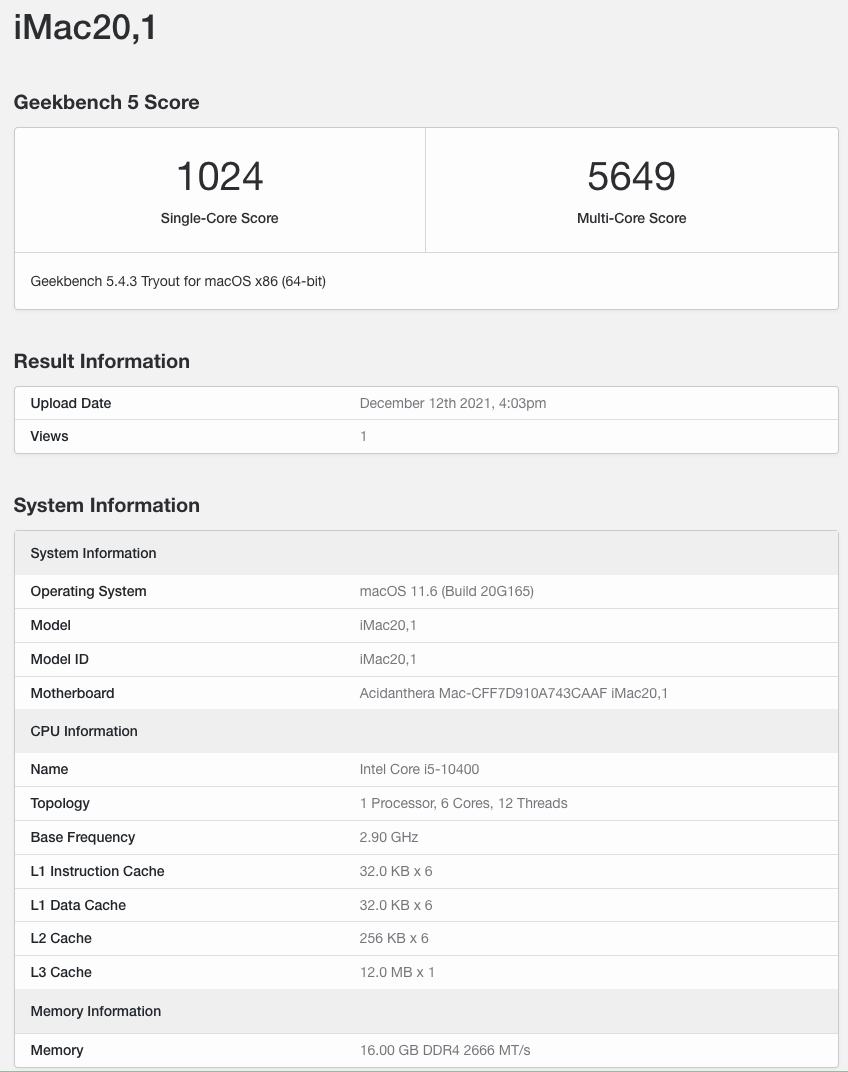 iMac20,1
Geekbench 5 Score
1024
Single-Core Score
5649
Multi-Core Score
Geekbench 5.4.3 Tryout for macOS x86 (64-bit)
Result Information
Upload Date December 12th 2021, 4:03pm
Views 1
System Information
System Information
Operating System macOS 11.6 (Build 20G165)
Model iMac20,1
Model ID iMac20,1
Motherboard Acidanthera Mac-CFF7D910A743CAAF iMac20,1
CPU Information
Name Intel Core i5-10400
Topology 1 Processor, 6 Cores, 12 Threads
Base Frequency 2.90 GHz
L1 Instruction Cache 32.0 KB x 6
L1 Data Cache 32.0 KB x 6
L2 Cache 256 KB x 6
L3 Cache 12.0 MB x 1
Memory Information
Memory 16.00 GB DDR4 2666 MT/s